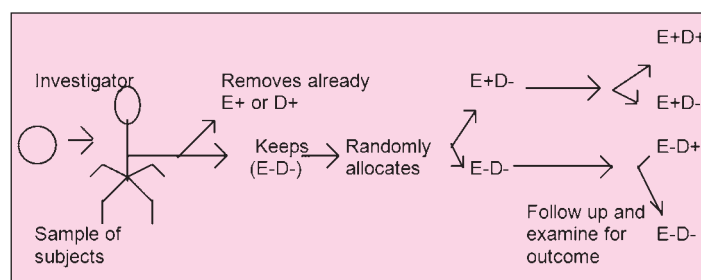 Investigator
Removes already
E+ or D+
Keeps
(E-D-)
Randomly
allocates
Sample of
subjects
E+D-
E-D-
E+D+
E+D-
E-D+
E-D-
Follow up and
examine for
outcome